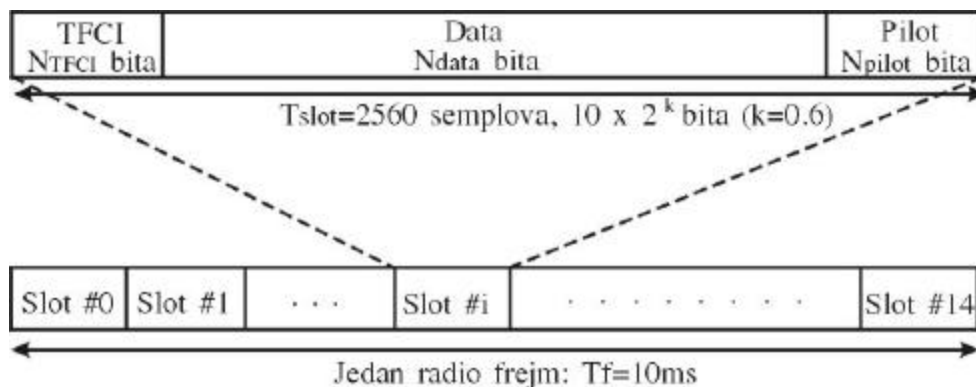 TFCI Data Pilot
NTFCI bita Ndata bita Npilot bita
Tslot=2560 semplova, 10 x 2 k bita (k=0.6)
Slot #0 Slot #1 · · · Slot #i · · · · · · · · Slot #14
Jedan radio frejm: Tf=10ms